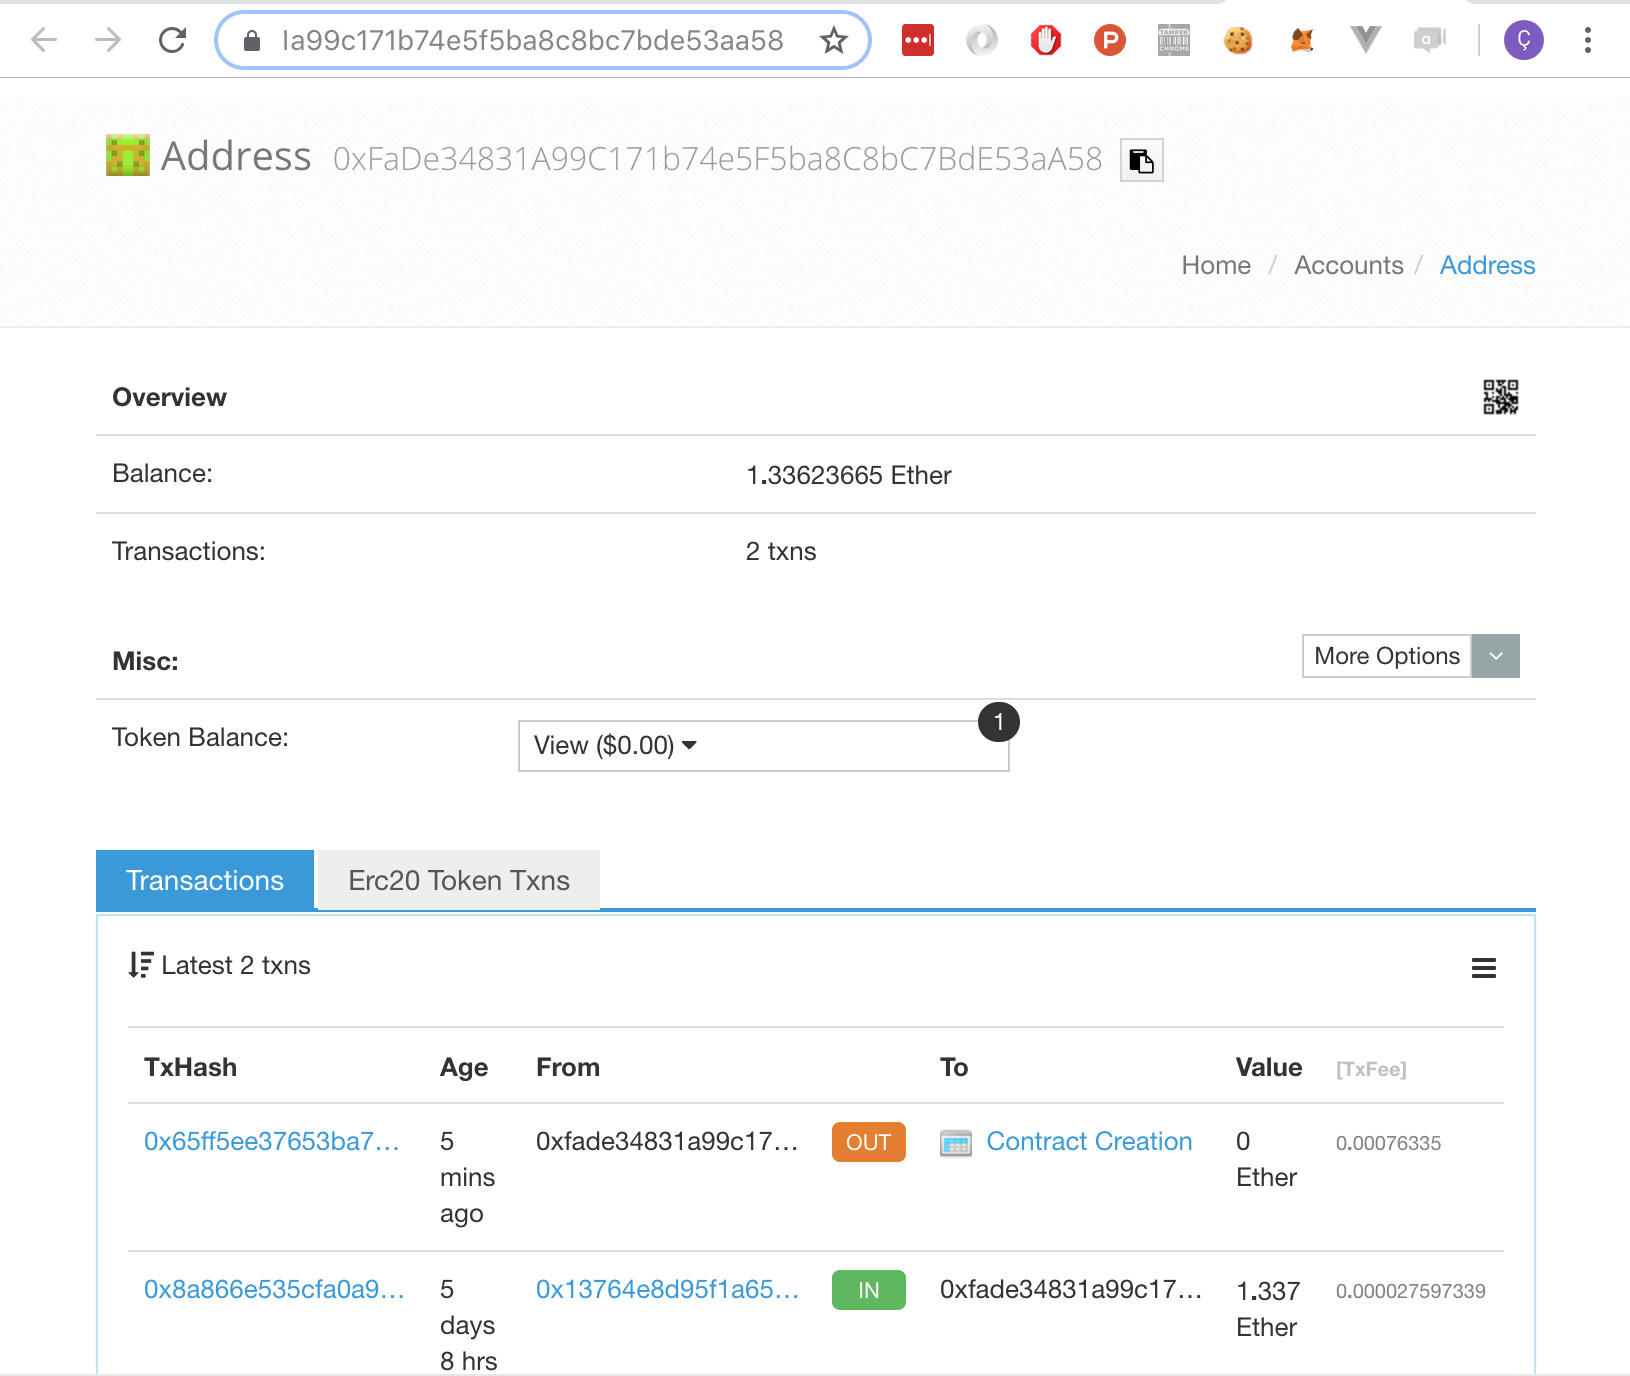 la99c171b74e5f5ba8c8bc7bde53aa58
P
TAMPER
CHROME
a
Ç
Address 0xFaDe34831A99C171b74e5F5ba8C8bC7BdE53aA58
Home / Accounts / Address
Overview
Balance: 1.33623665 Ether
Transactions: 2 txns
Misc: More Options
Token Balance: View ($0.00) 1
Transactions Erc20 Token Txns
Latest 2 txns
TxHash Age From To Value [TxFee]
0x65ff5ee37653ba7... 5 mins ago 0xfade34831a99c17... OUT Contract Creation 0 Ether 0.00076335
0x8a866e535cfa0a9... 5 days 8 hrs 0x13764e8d95f1a65... IN 0xfade34831a99c17... 1.337 Ether 0.000027597339